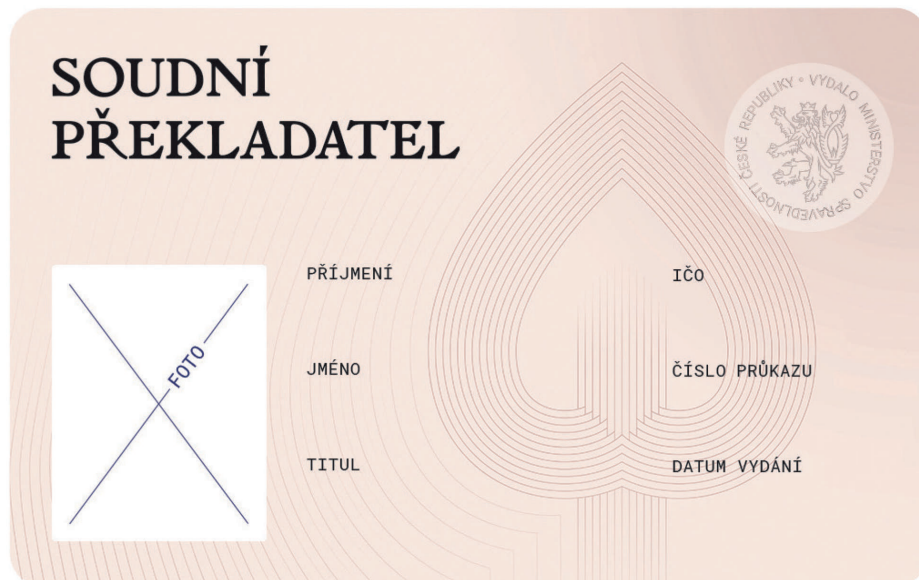 SOUDNÍ
PŘEKLADATEL
VYDALO MINISTERSTVO SPRAVEDLNOSTI ČESKÉ REPUBLIKY •
FOTO
PŘÍJMENÍ
JMÉNO
TITUL
IČO
ČÍSLO PRŮKAZU
DATUM VYDÁNÍ